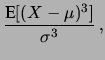 E[(X − μ)³]
σ³ ,